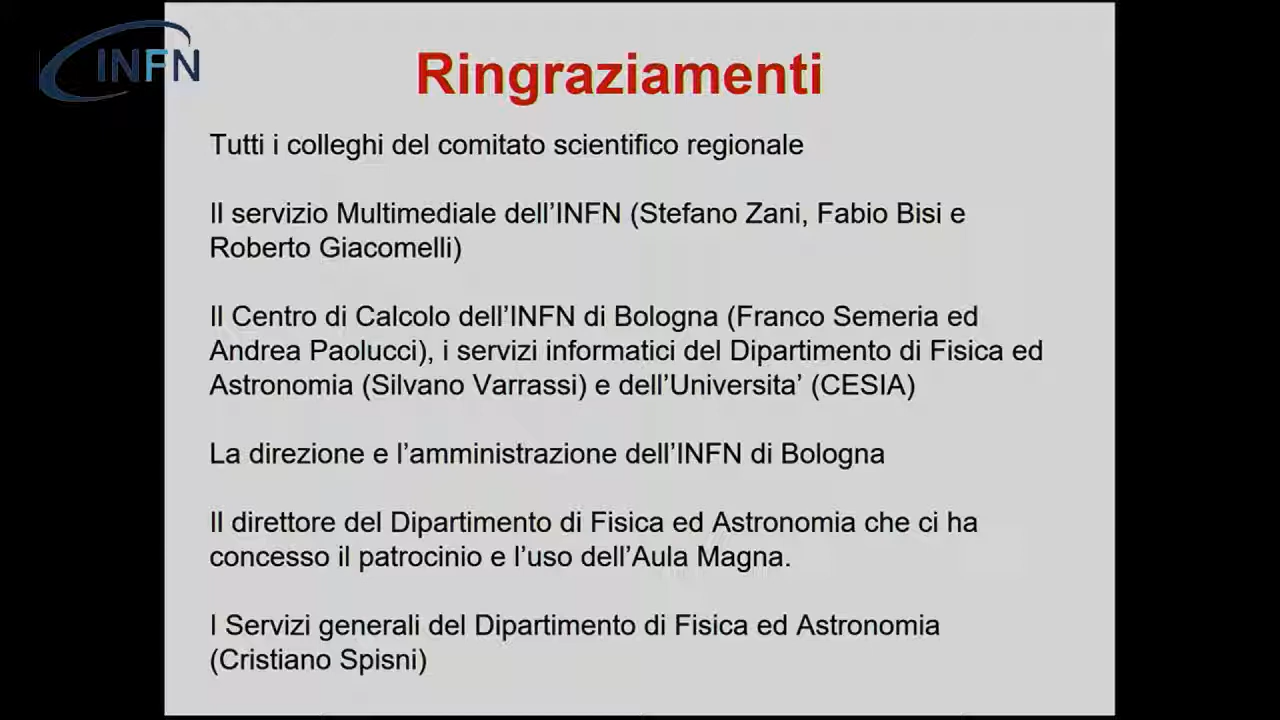 INFN
Ringraziamenti
Tutti i colleghi del comitato scientifico regionale
Il servizio Multimediale dell’INFN (Stefano Zani, Fabio Bisi e
Roberto Giacomelli)
Il Centro di Calcolo dell’INFN di Bologna (Franco Semeria ed
Andrea Paolucci), i servizi informatici del Dipartimento di Fisica ed
Astronomia (Silvano Varrassi) e dell’Universita’ (CESIA)
La direzione e l’amministrazione dell’INFN di Bologna
Il direttore del Dipartimento di Fisica ed Astronomia che ci ha
concesso il patrocinio e l’uso dell’Aula Magna.
I Servizi generali del Dipartimento di Fisica ed Astronomia
(Cristiano Spisni)